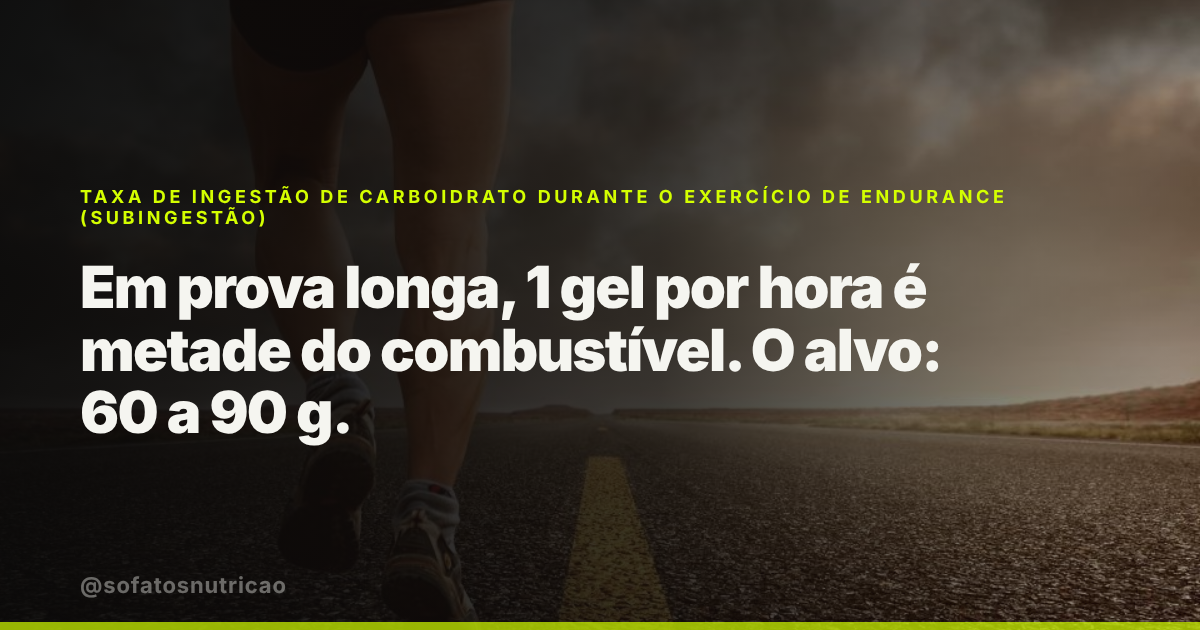 TAXA DE INGESTÃO DE CARBOIDRATO DURANTE O EXERCÍCIO DE ENDURANCE
(SUBINGESTÃO)
Em prova longa, 1 gel por hora é
metade do combustível. O alvo:
60 a 90 g.
@sofatosnutricao